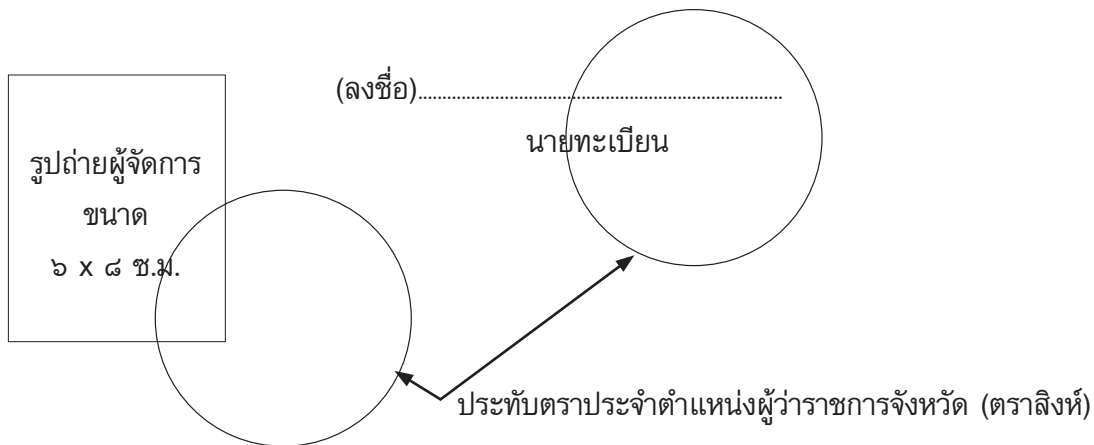 (ลงชื่อ)..............................................................................
นายทะเบียน
รูปถ่ายผู้จัดการ
ขนาด
๖ x ๘ ซ.ม.
ประทับตราประจำตำแหน่งผู้ว่าราชการจังหวัด (ตราสิงห์)